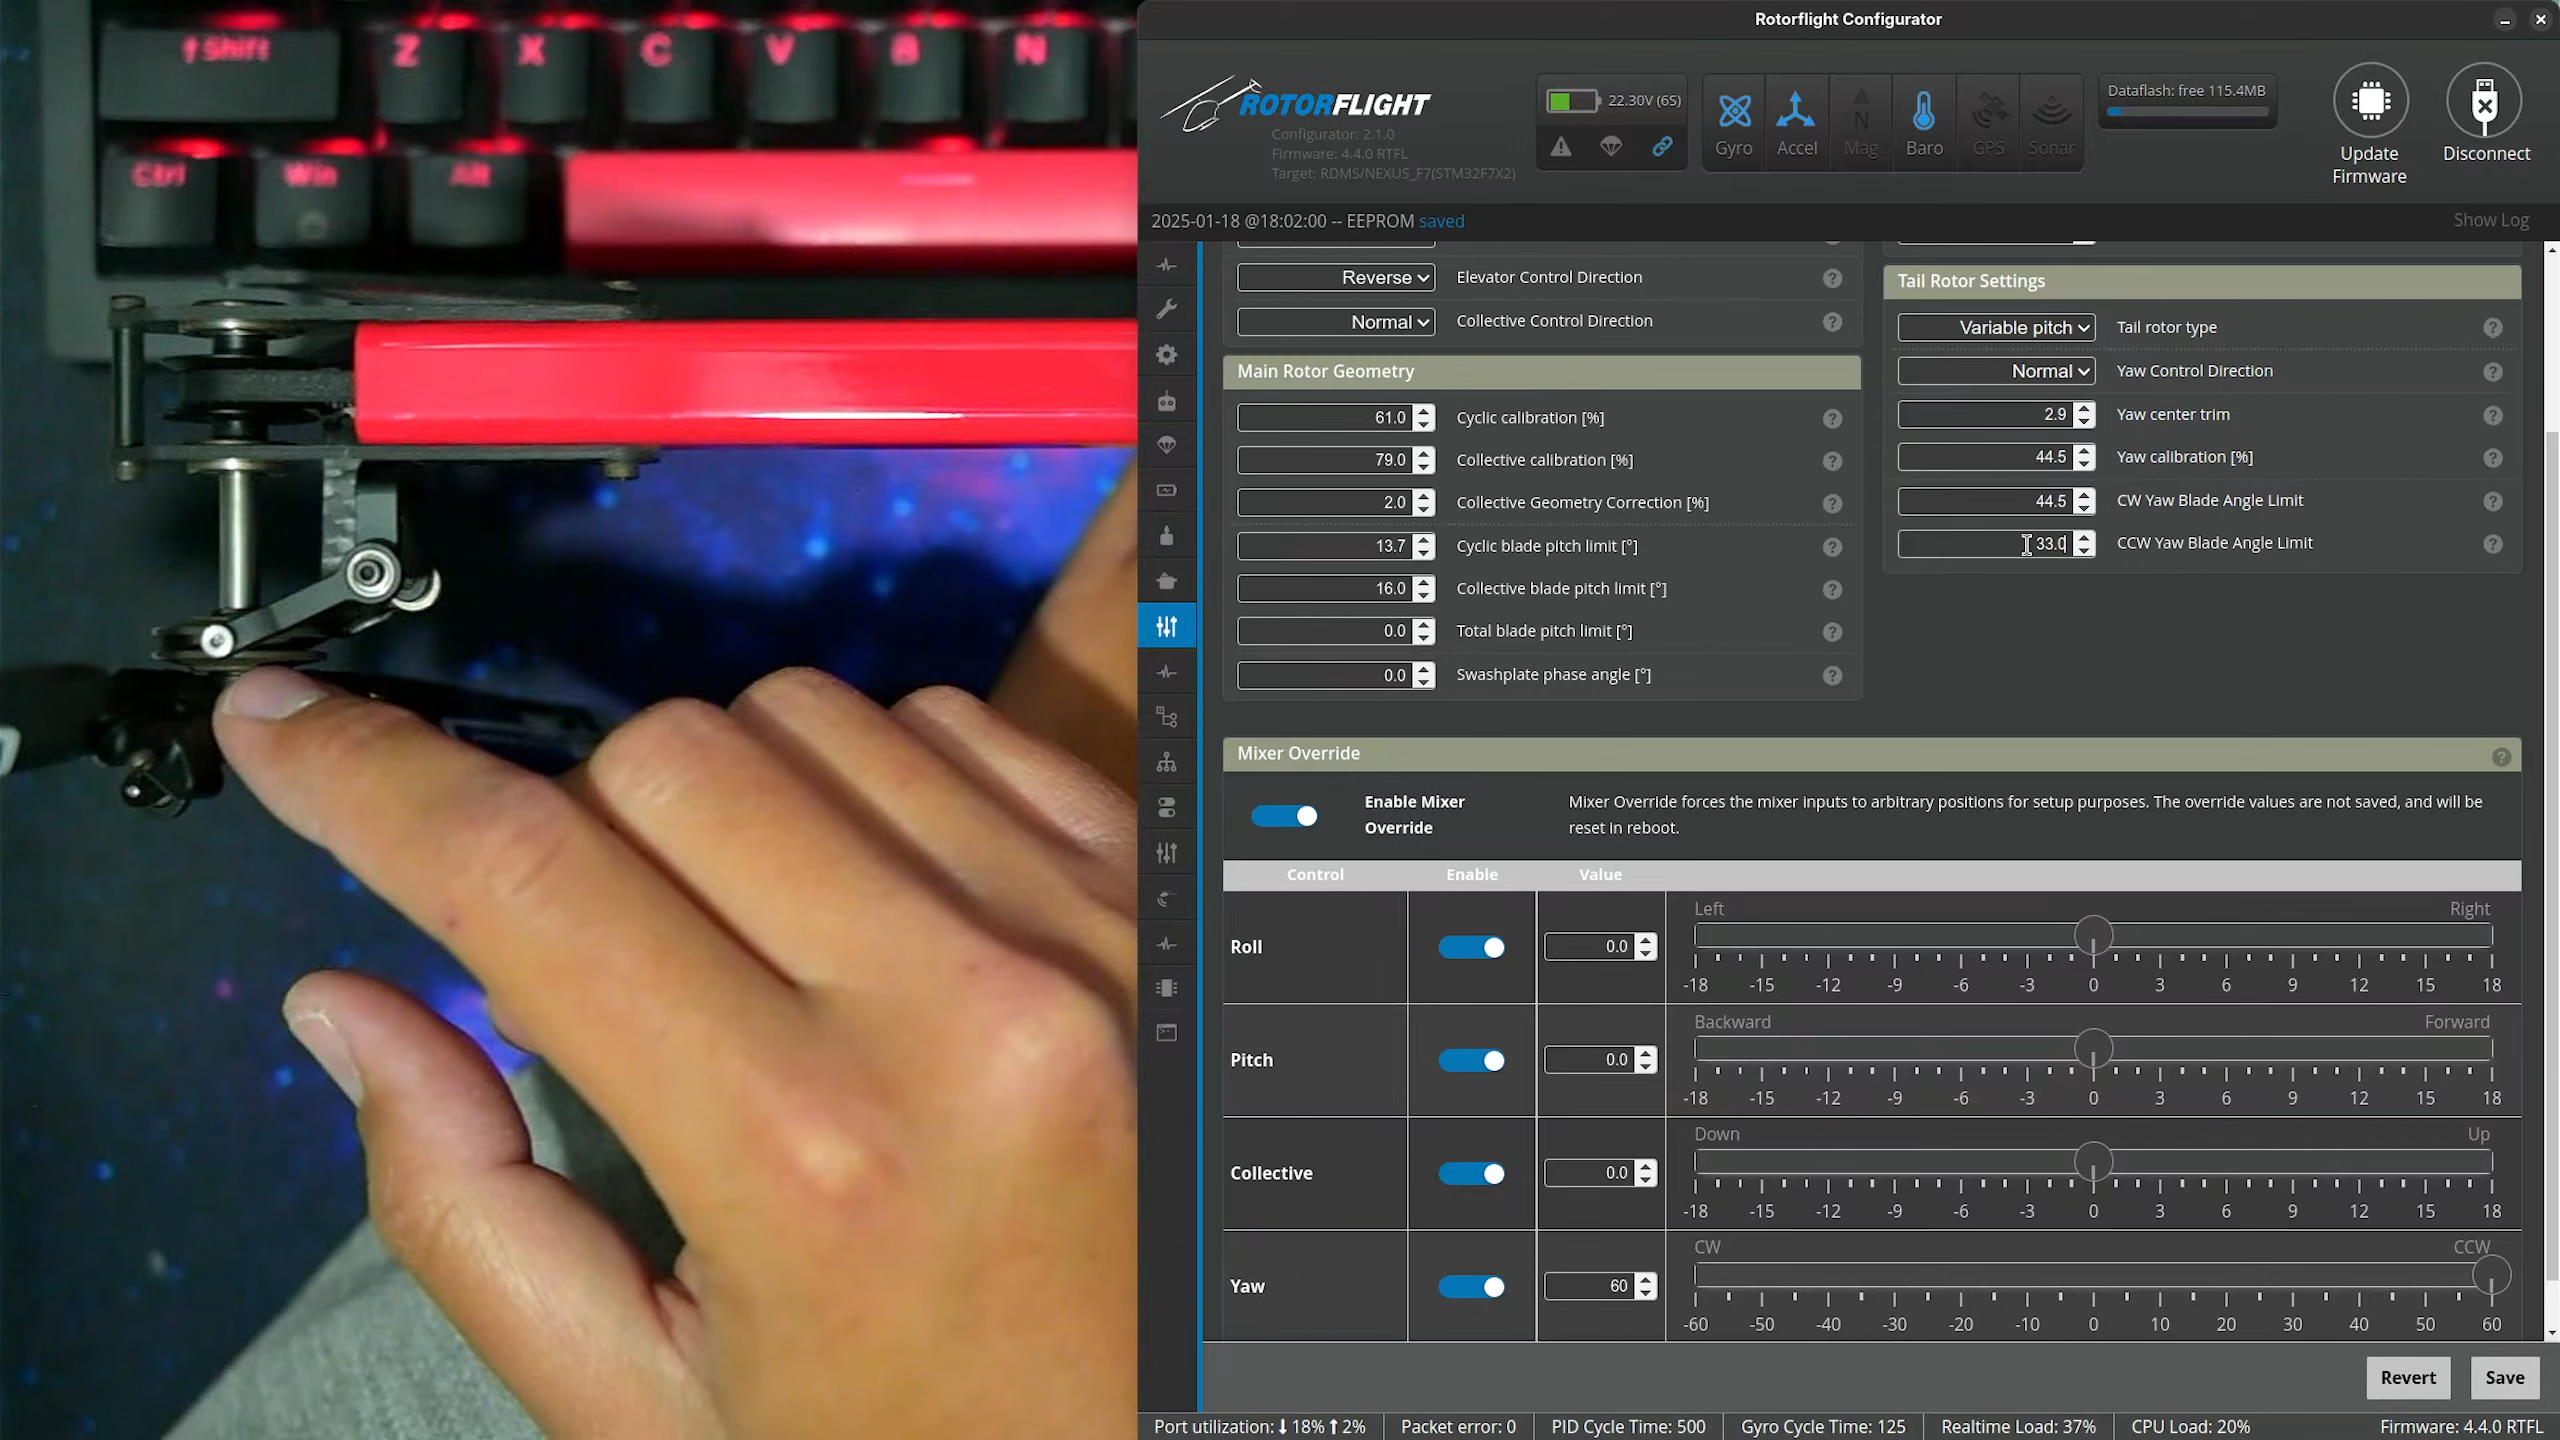 ⇑Shift
Z
X
C
V
B
N
Ctrl
Win
Alt
Rotorflight Configurator
ROTORFLIGHT
Configurator: 2.1.0
Firmware: 4.4.0 RTFL
Target: RDMS/NEXUS_F7(STM32F7X2)
22.30V (6S)
Gyro
Accel
Mag
Baro
GPS
Sonar
Dataflash: free 115.4MB
Update Firmware
Disconnect
2025-01-18 @18:02:00 -- EEPROM saved
Show Log
Reverse Elevator Control Direction
Normal Collective Control Direction
Main Rotor Geometry
61.0 Cyclic calibration [%]
79.0 Collective calibration [%]
2.0 Collective Geometry Correction [%]
13.7 Cyclic blade pitch limit [°]
16.0 Collective blade pitch limit [°]
0.0 Total blade pitch limit [°]
0.0 Swashplate phase angle [°]
Tail Rotor Settings
Variable pitch Tail rotor type
Normal Yaw Control Direction
2.9 Yaw center trim
44.5 Yaw calibration [%]
44.5 CW Yaw Blade Angle Limit
33.0 CCW Yaw Blade Angle Limit
Mixer Override
Enable Mixer
Override
Mixer Override forces the mixer inputs to arbitrary positions for setup purposes. The override values are not saved, and will be
reset in reboot.
Control Enable Value
Left Right
Roll 0.0
-18 -15 -12 -9 -6 -3 0 3 6 9 12 15 18
Backward Forward
Pitch 0.0
-18 -15 -12 -9 -6 -3 0 3 6 9 12 15 18
Down Up
Collective 0.0
-18 -15 -12 -9 -6 -3 0 3 6 9 12 15 18
CW CCW
Yaw 60
-60 -50 -40 -30 -20 -10 0 10 20 30 40 50 60
Revert Save
Port utilization: ⬇18% ⬆2% Packet error: 0 PID Cycle Time: 500 Gyro Cycle Time: 125 Realtime Load: 37% CPU Load: 20% Firmware: 4.4.0 RTFL